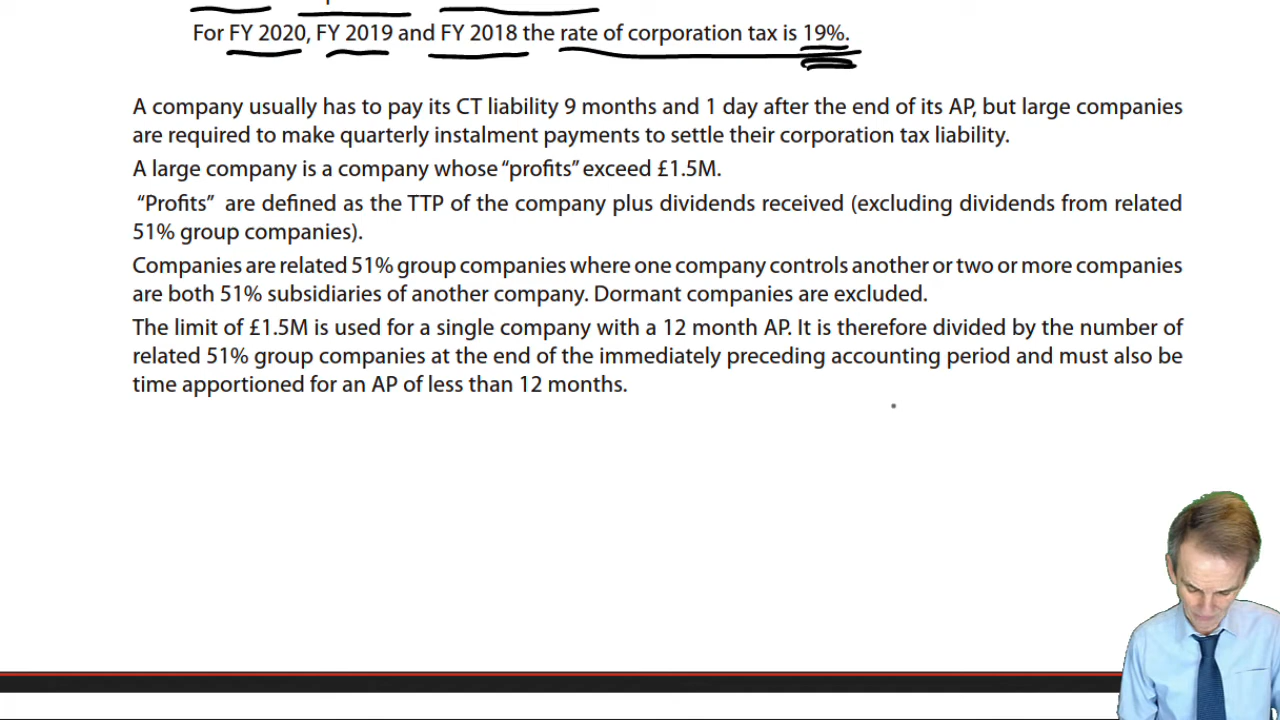 For FY 2020, FY 2019 and FY 2018 the rate of corporation tax is 19%.
A company usually has to pay its CT liability 9 months and 1 day after the end of its AP, but large companies
are required to make quarterly instalment payments to settle their corporation tax liability.
A large company is a company whose “profits” exceed £1.5M.
“Profits” are defined as the TTP of the company plus dividends received (excluding dividends from related
51% group companies).
Companies are related 51% group companies where one company controls another or two or more companies
are both 51% subsidiaries of another company. Dormant companies are excluded.
The limit of £1.5M is used for a single company with a 12 month AP. It is therefore divided by the number of
related 51% group companies at the end of the immediately preceding accounting period and must also be
time apportioned for an AP of less than 12 months.